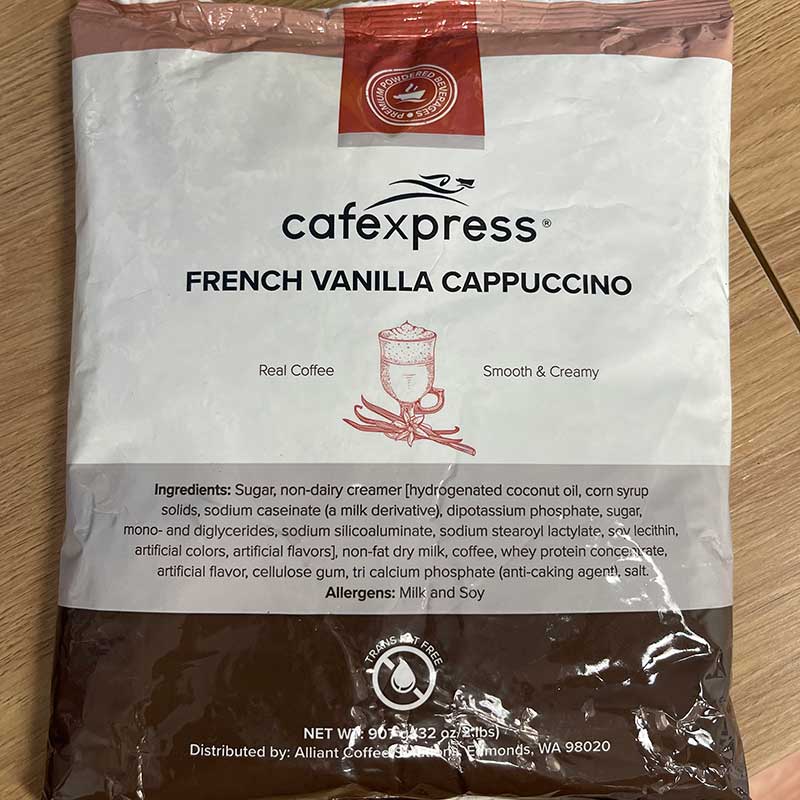 PREMIUM POWDERED BEVERAGES
cafexpress®
FRENCH VANILLA CAPPUCCINO
Real Coffee
Smooth & Creamy
Ingredients: Sugar, non-dairy creamer [hydrogenated coconut oil, corn syrup
solids, sodium caseinate (a milk derivative), dipotassium phosphate, sugar,
mono- and diglycerides, sodium silicoaluminate, sodium stearoyl lactylate, soy lecithin,
artificial colors, artificial flavors], non-fat dry milk, coffee, whey protein concentrate,
artificial flavor, cellulose gum, tri calcium phosphate (anti-caking agent), salt.
Allergens: Milk and Soy
TRANS FAT FREE
NET WT: 907 g (32 oz/2 lbs)
Distributed by: Alliant Coffee Solutions, Edmonds, WA 98020